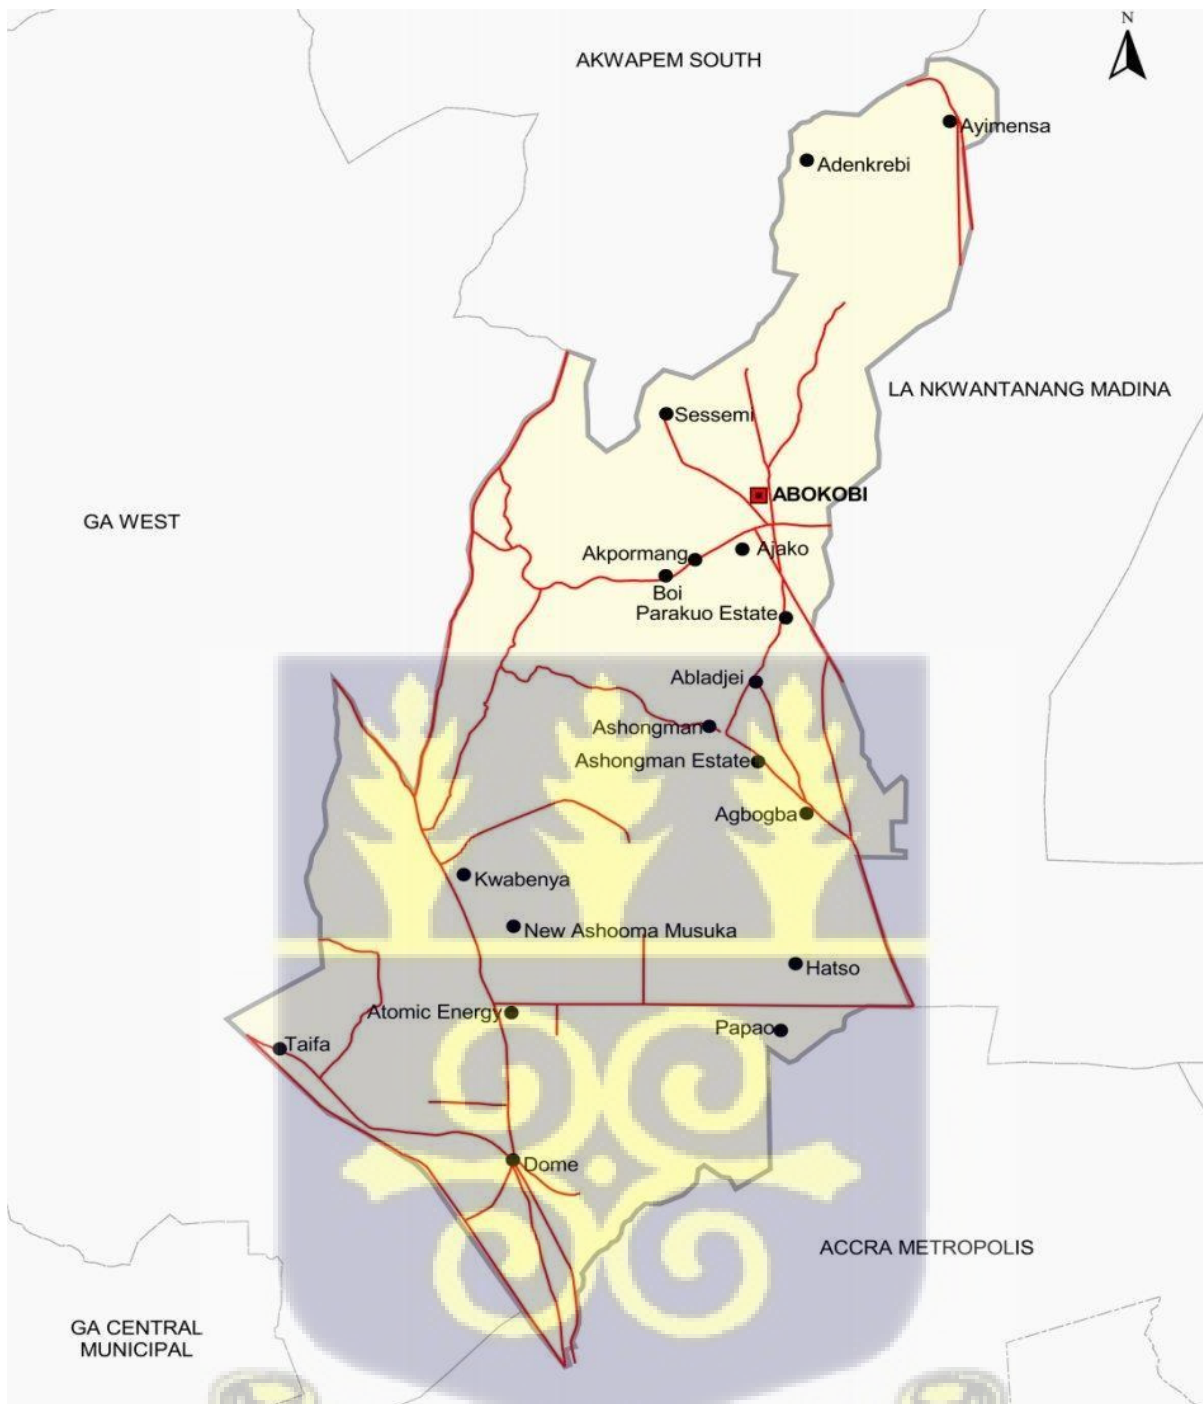 N
AKWAPEM SOUTH
Ayimensa
Adenkrebi
LA NKWANTANANG MADINA
Sessemi
ABOKOBI
GA WEST
Akpormang
Ajako
Boi
Parakuo Estate
Abladjei
Ashongman
Ashongman Estate
Agbogba
Kwabenya
New Ashooma Musuka
Hatso
Atomic Energy
Papao
Taifa
Dome
ACCRA METROPOLIS
GA CENTRAL
MUNICIPAL